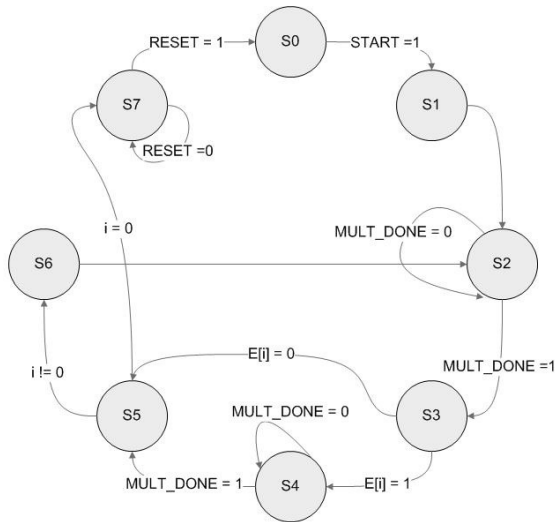 S0
RESET = 1
START =1
S7
S1
RESET =0
i = 0
MULT_DONE = 0
S6
S2
E[i] = 0
MULT_DONE =1
i != 0
S5
S3
MULT_DONE = 0
S4
MULT_DONE = 1
E[i] = 1